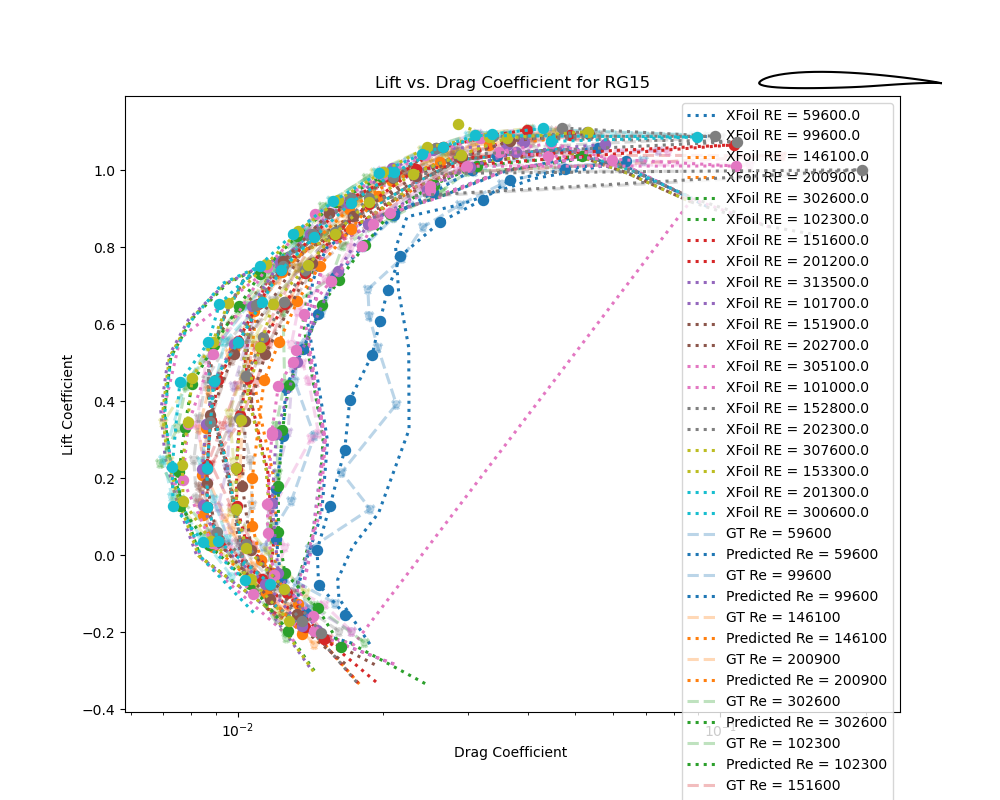 Lift vs. Drag Coefficient for RG15
Lift Coefficient
1.0
0.8
0.6
0.4
0.2
0.0
−0.2
−0.4
10⁻²
10⁻¹
Drag Coefficient
XFoil RE = 59600.0
XFoil RE = 99600.0
XFoil RE = 146100.0
XFoil RE = 200900.0
XFoil RE = 302600.0
XFoil RE = 102300.0
XFoil RE = 151600.0
XFoil RE = 201200.0
XFoil RE = 313500.0
XFoil RE = 101700.0
XFoil RE = 151900.0
XFoil RE = 202700.0
XFoil RE = 305100.0
XFoil RE = 101000.0
XFoil RE = 152800.0
XFoil RE = 202300.0
XFoil RE = 307600.0
XFoil RE = 153300.0
XFoil RE = 201300.0
XFoil RE = 300600.0
GT Re = 59600
Predicted Re = 59600
GT Re = 99600
Predicted Re = 99600
GT Re = 146100
Predicted Re = 146100
GT Re = 200900
Predicted Re = 200900
GT Re = 302600
Predicted Re = 302600
GT Re = 102300
Predicted Re = 102300
GT Re = 151600